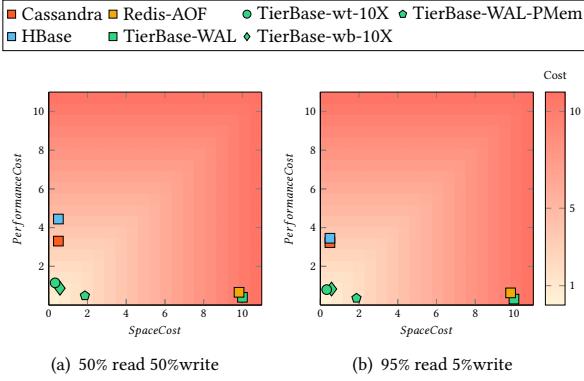 Cassandra Redis-AOF TierBase-wt-10X TierBase-WAL-PMem
HBase TierBase-WAL TierBase-wb-10X
Cost
10
8
6
4
2
PerformanceCost
0 2 4 6 8 10
SpaceCost
(a) 50% read 50%write
10
8
6
4
2
PerformanceCost
0 2 4 6 8 10
SpaceCost
(b) 95% read 5%write
10
5
1